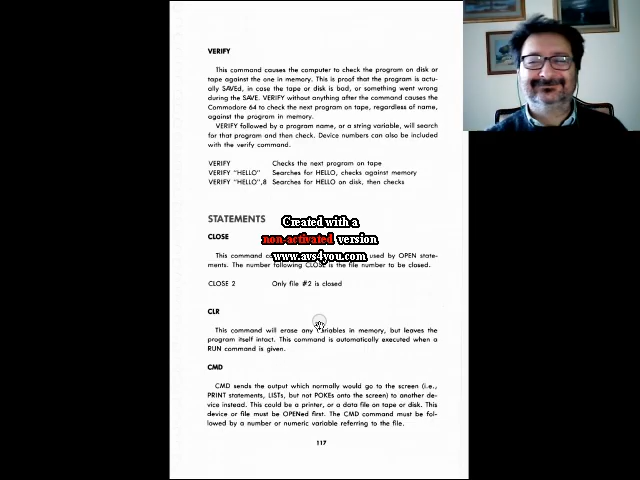 VERIFY
This command causes the computer to check the program on disk or
tape against the one in memory. This is proof that the program is actu-
ally SAVEd, in case the tape or disk is bad, or something went wrong
during the SAVE. VERIFY without anything after the command causes the
Commodore 64 to check the next program on tape, regardless of name,
against the program in memory.
VERIFY followed by a program name, or a string variable, will search
for that program and then check. Device numbers can also be included
with the verify command.
VERIFY Checks the next program on tape
VERIFY "HELLO" Searches for HELLO, checks against memory
VERIFY "HELLO",8 Searches for HELLO on disk, then checks
STATEMENTS
Created with a
non-activated version
www.avs4you.com
CLOSE
This command used by OPEN state-
ments. The number following CLOSE is the file number to be closed.
CLOSE 2 Only file #2 is closed
CLR
This command will erase any variables in memory, but leaves the
program itself intact. This command is automatically executed when a
RUN command is given.
CMD
CMD sends the output which normally would go to the screen (i.e.,
PRINT statements, LISTs, but not POKEs onto the screen) to another de-
vice instead. This could be a printer, or a data file on tape or disk. This
device or file must be OPENed first. The CMD command must be fol-
lowed by a number or numeric variable referring to the file.
117